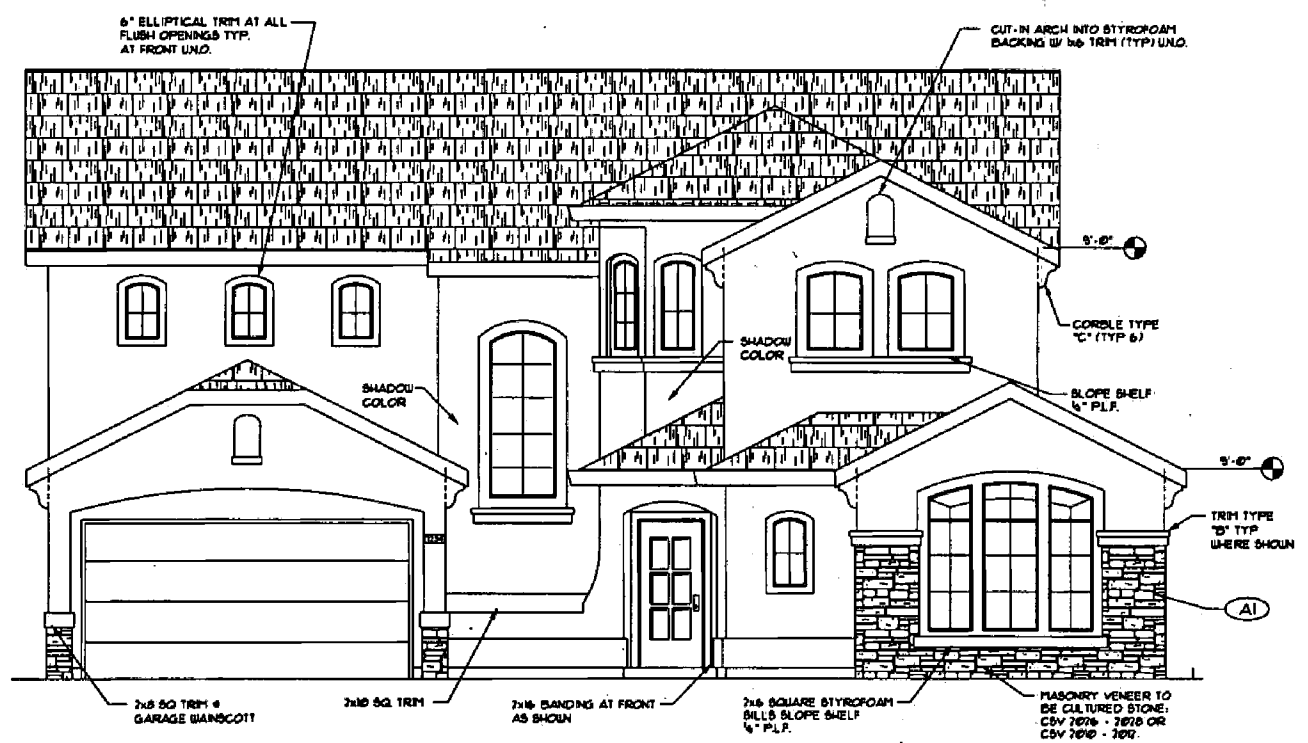 6" ELLIPTICAL TRIM AT ALL
FLUSH OPENINGS TYP.
AT FRONT U.N.O.
CUT-IN ARCH INTO STYROFOAM
BACKING W/ 1x6 TRIM (TYP) U.N.O.
9'-10"
CORBLE TYPE
"C" (TYP 6)
SHADOW
COLOR
SHADOW
COLOR
SLOPE SHELF
1/4" P.L.F.
9'-0"
TRIM TYPE
"B" TYP
WHERE SHOWN
1234
A1
2x8 SQ TRIM @
GARAGE WAINSCOTT
2x10 SQ. TRIM
2x16 BANDING AT FRONT
AS SHOWN
2x6 SQUARE STYROFOAM
SILLS SLOPE SHELF
1/4" P.L.F.
MASONRY VENEER TO
BE CULTURED STONE:
CSV 2026 - 2028 OR
CSV 2010 - 2012.